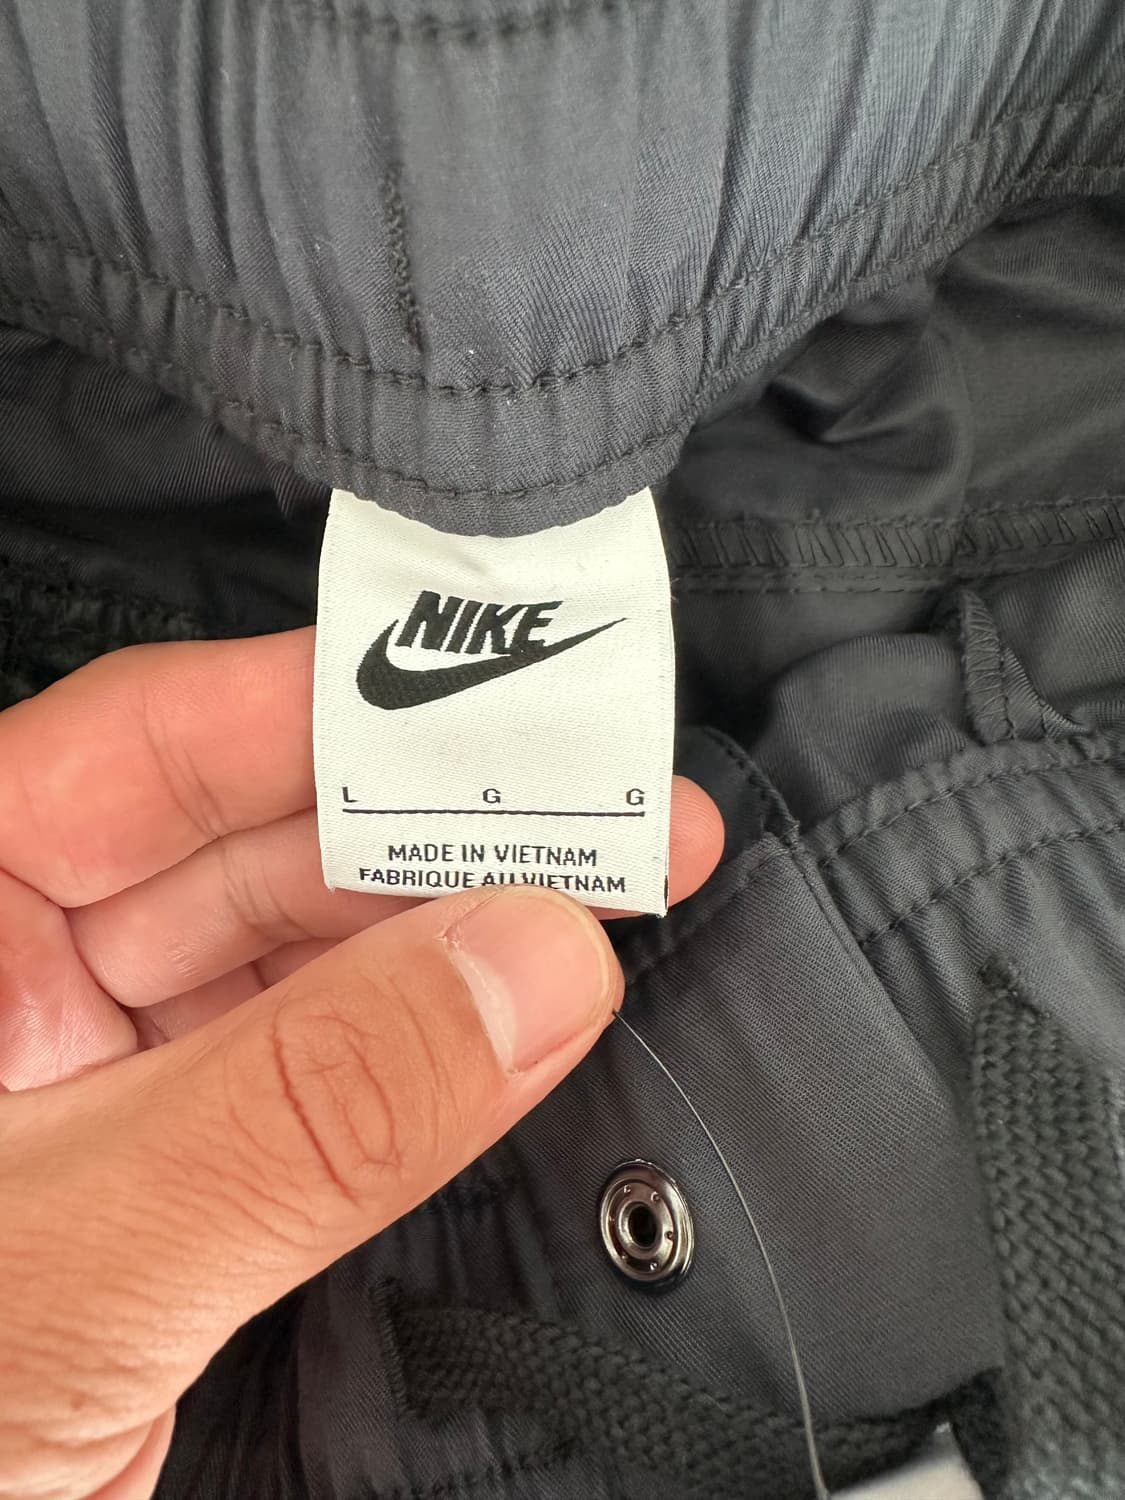 NIKE
L G G
MADE IN VIETNAM
FABRIQUE AU VIETNAM